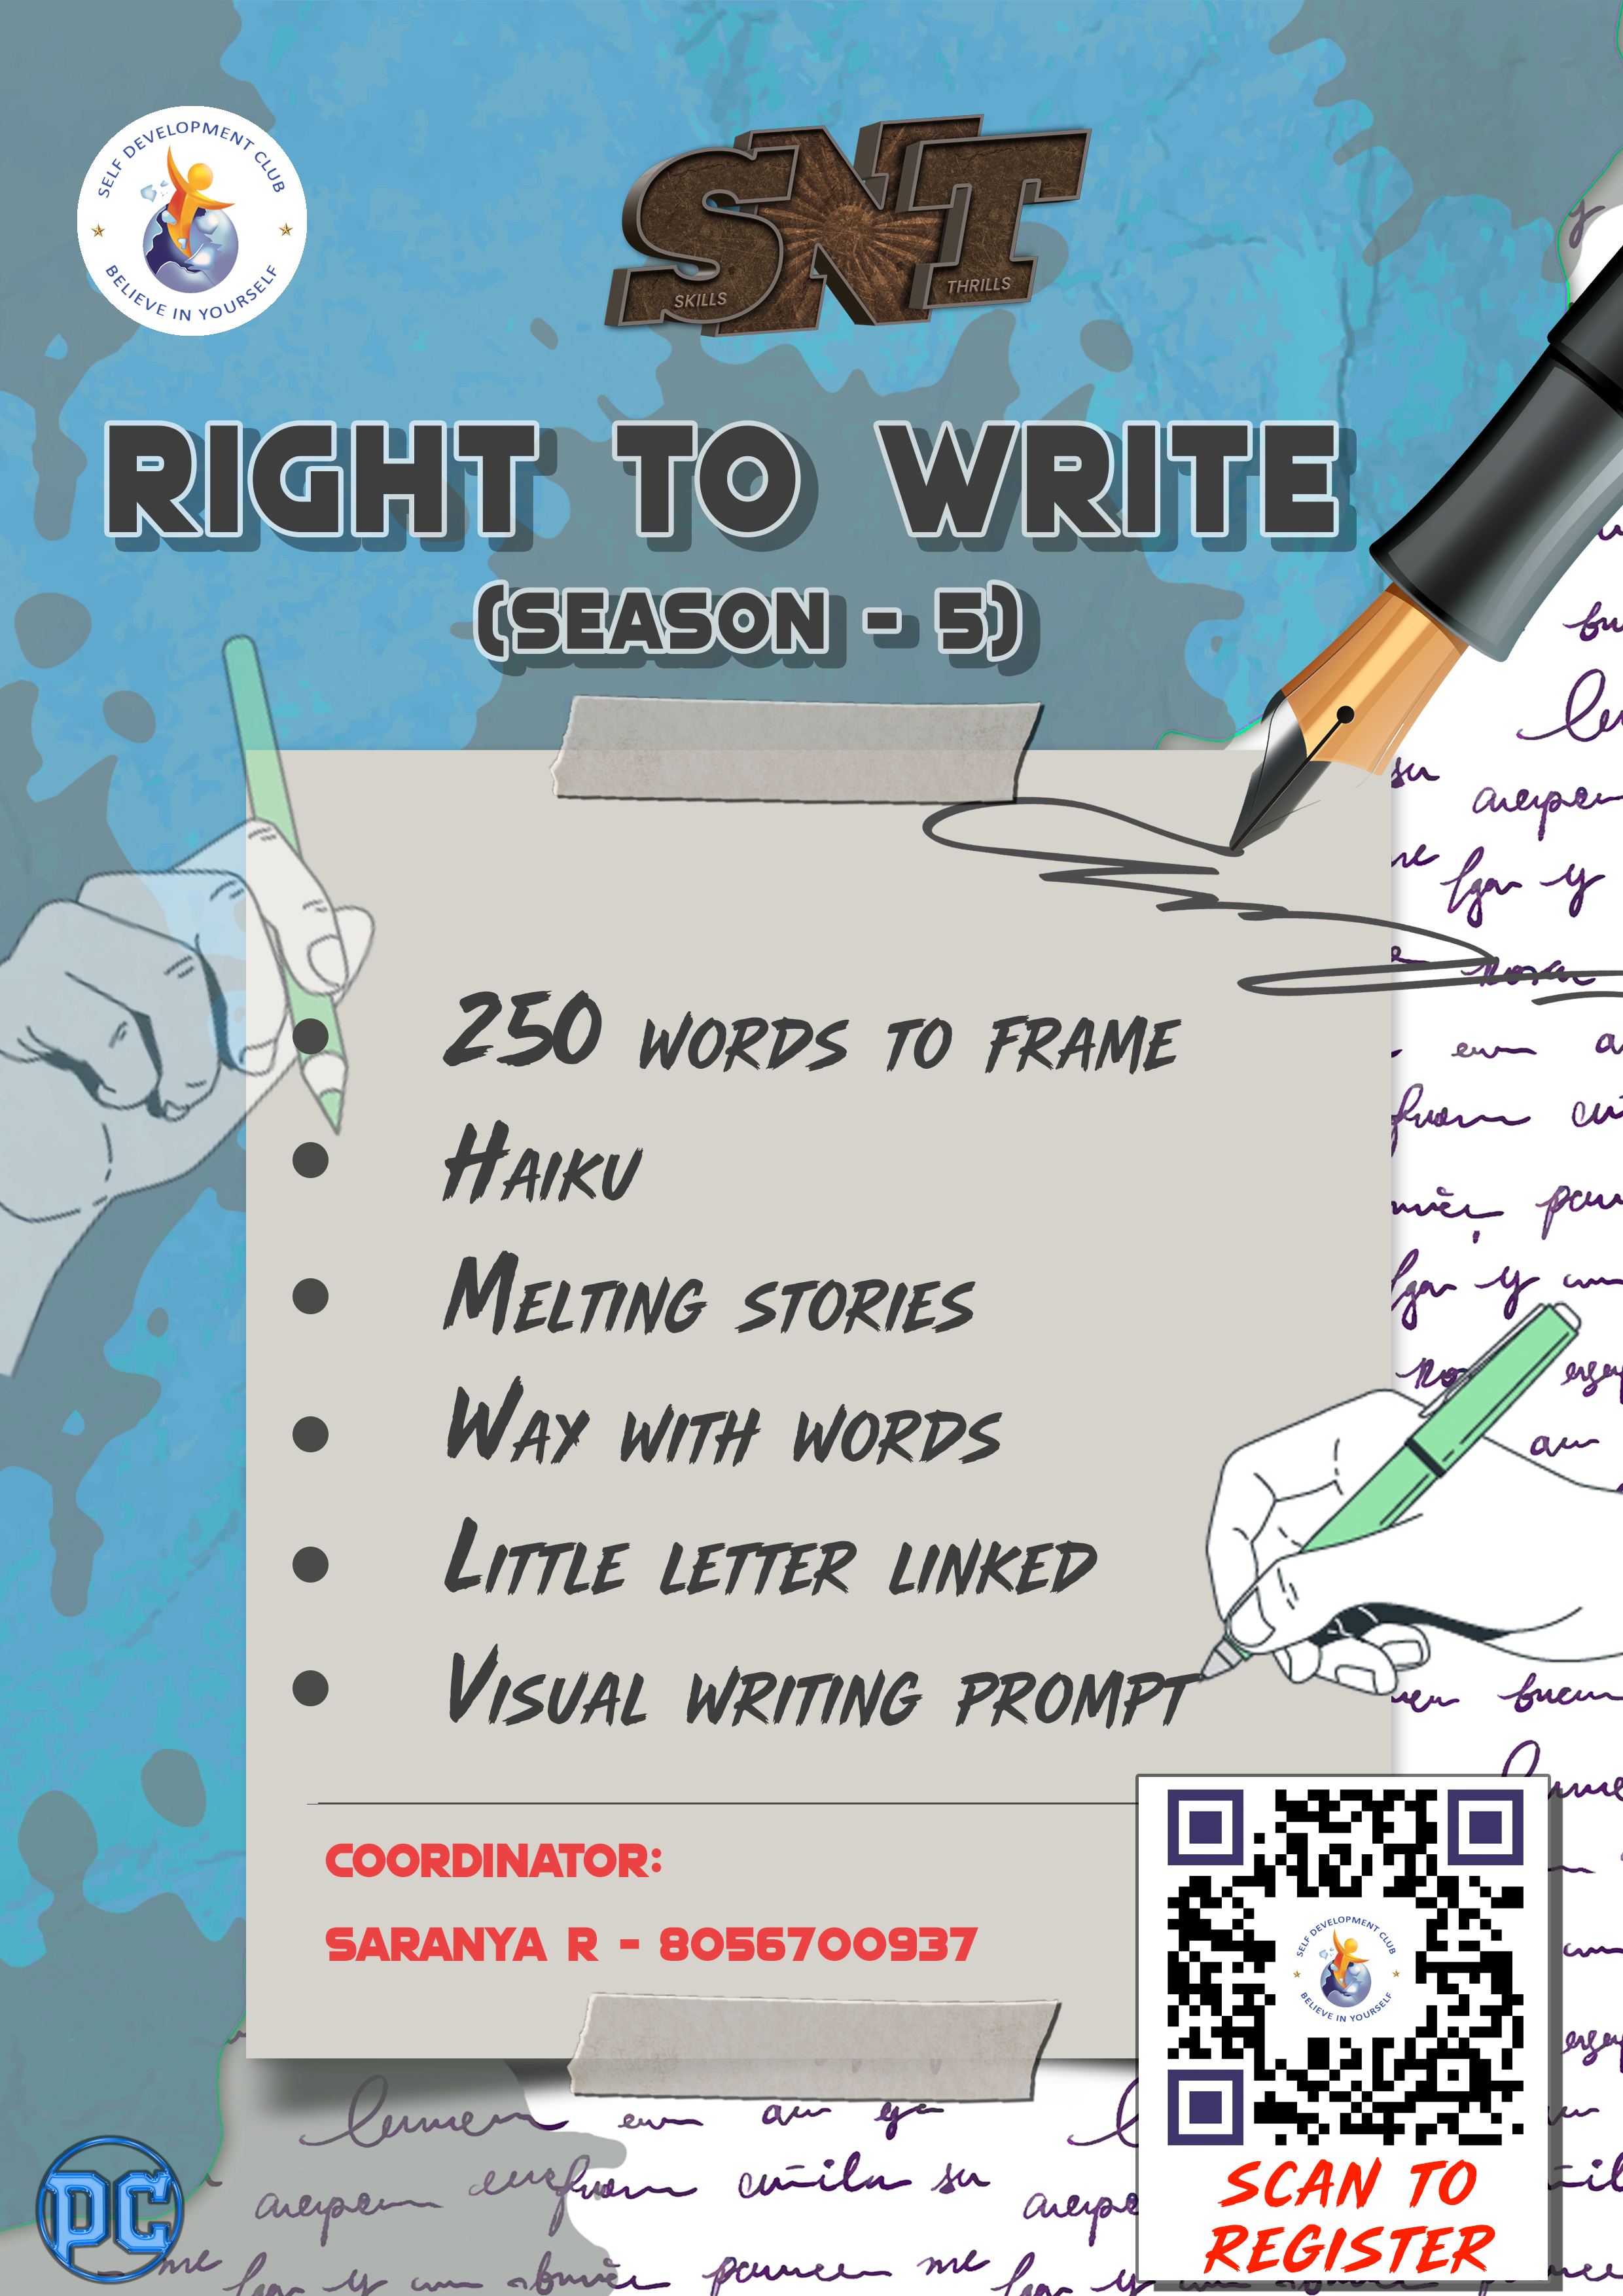 SELF DEVELOPMENT CLUB
BELIEVE IN YOURSELF
SNT
SKILLS
THRILLS
RIGHT TO WRITE
(SEASON - 5)
250 WORDS TO FRAME
HAIKU
MELTING STORIES
WAY WITH WORDS
LITTLE LETTER LINKED
VISUAL WRITING PROMPT
COORDINATOR:
SARANYA R - 8056700937
SELF DEVELOPMENT CLUB
BELIEVE IN YOURSELF
SCAN TO
REGISTER
PC